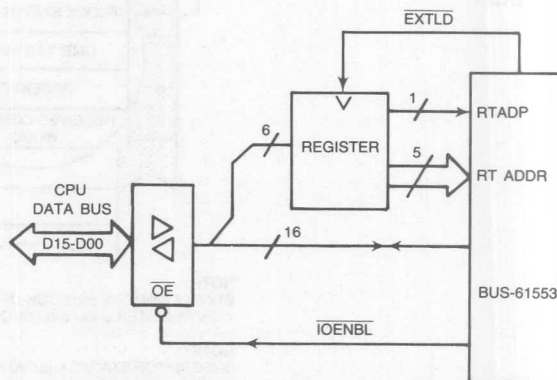 EXTLD
1
RTADP
6
REGISTER
5
RT ADDR
CPU
DATA BUS
D15-D00
16
OE
BUS-61553
IOENBL